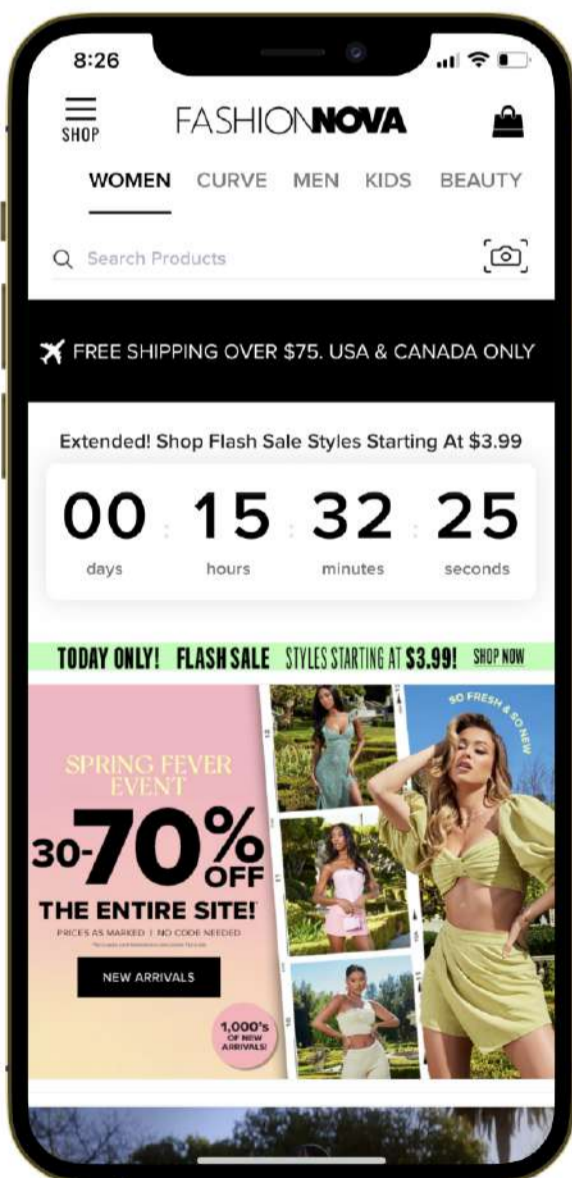 8:26
SHOP
FASHIONNOVA
WOMEN CURVE MEN KIDS BEAUTY
Search Products
FREE SHIPPING OVER $75. USA & CANADA ONLY
Extended! Shop Flash Sale Styles Starting At $3.99
00 : 15 : 32 : 25
days hours minutes seconds
TODAY ONLY! FLASH SALE STYLES STARTING AT $3.99! SHOP NOW
SPRING FEVER
EVENT
30-70% OFF
THE ENTIRE SITE!
PRICES AS MARKED | NO CODE NEEDED
NEW ARRIVALS
1,000's
OF NEW
ARRIVALS!
SO FRESH & SO NEW